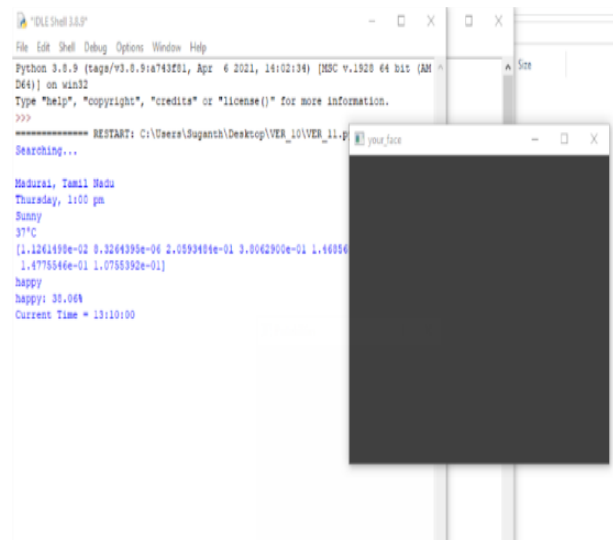 *IDLE Shell 3.8.9*
File Edit Shell Debug Options Window Help
Python 3.8.9 (tags/v3.8.9:a743f81, Apr 6 2021, 14:02:34) [MSC v.1928 64 bit (AM
D64)] on win32
Type "help", "copyright", "credits" or "license()" for more information.
>>>
============== RESTART: C:\Users\Suganth\Desktop\VER_10\VER_11.p
Searching...
Madurai, Tamil Nadu
Thursday, 1:00 pm
Sunny
37°C
[1.1261498e-02 8.3264395e-06 2.0593484e-01 3.8062900e-01 1.46856
1.4775546e-01 1.0755392e-01]
happy
happy: 38.06%
Current Time = 13:10:00
your_face
Size